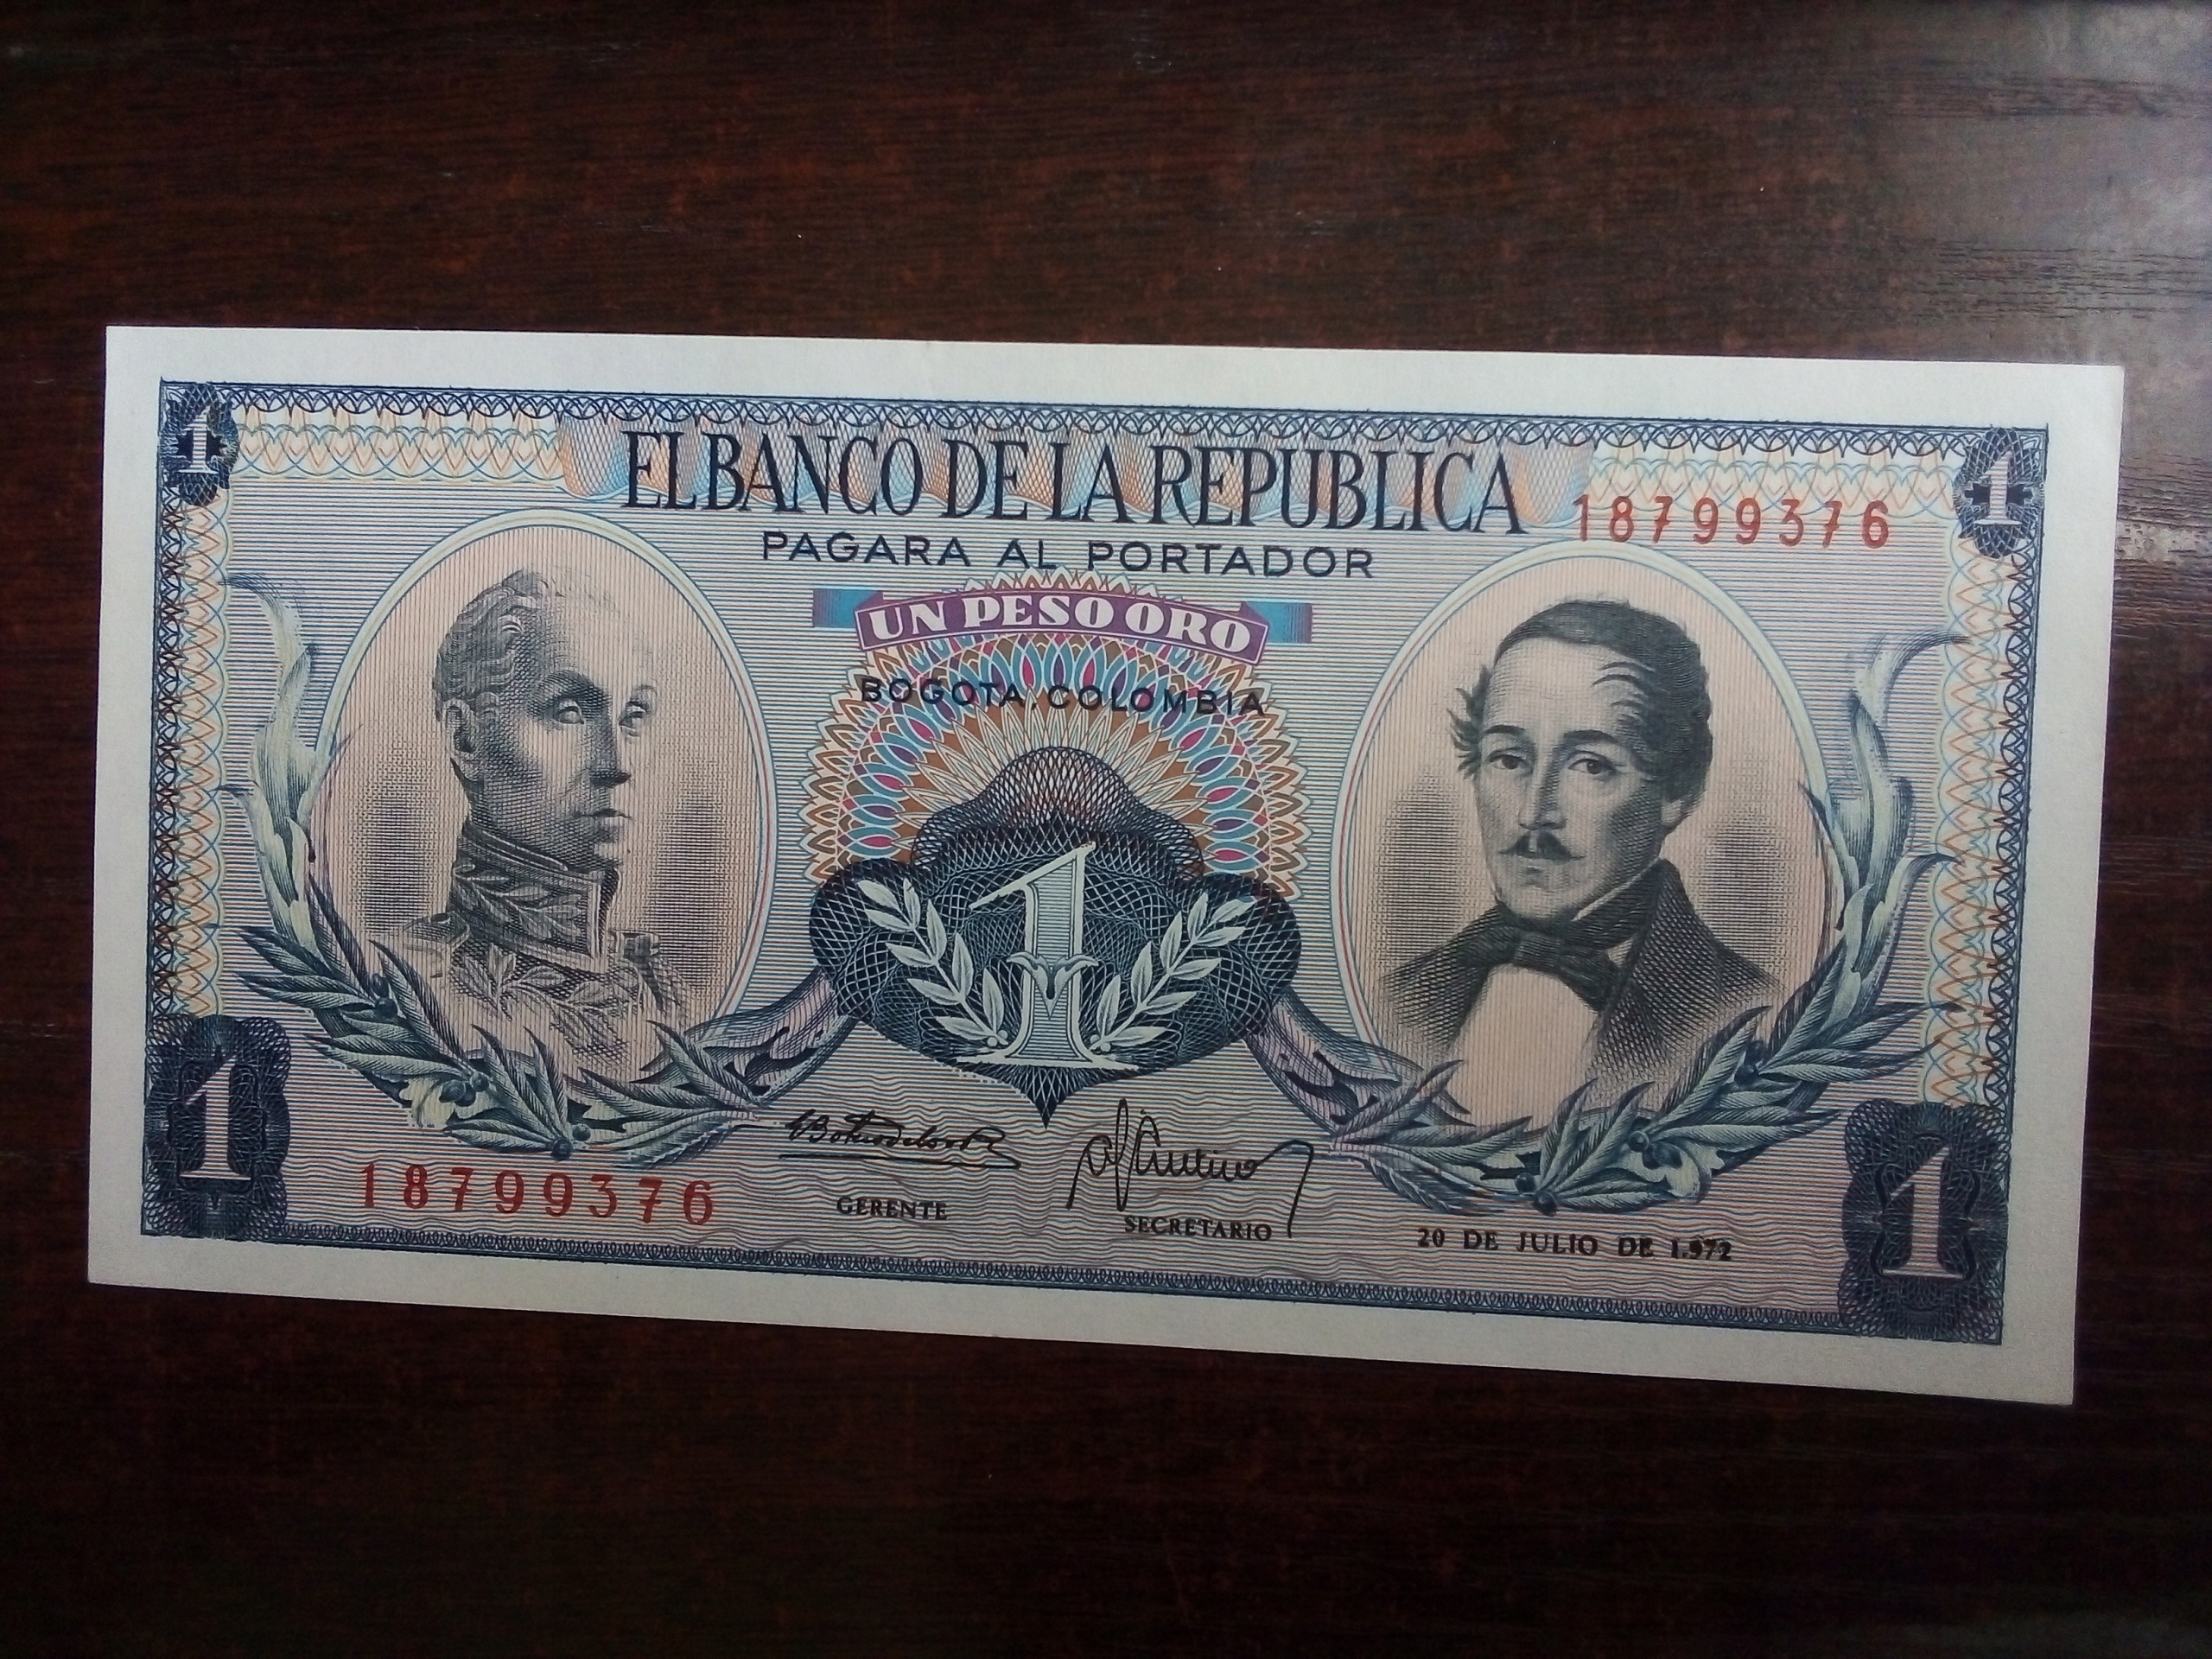 1
1
EL BANCO DE LA REPUBLICA
18799376
PAGARA AL PORTADOR
UN PESO ORO
BOGOTA, COLOMBIA
1
1
18799376
GERENTE
SECRETARIO
20 DE JULIO DE 1.972
1